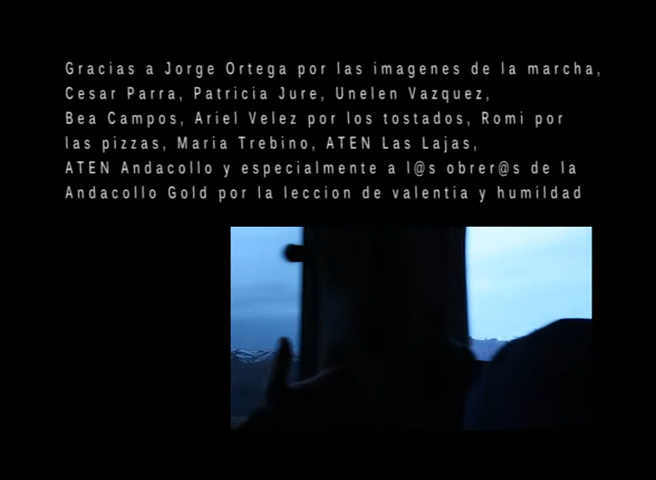 Gracias a Jorge Ortega por las imagenes de la marcha,
Cesar Parra, Patricia Jure, Unelen Vazquez,
Bea Campos, Ariel Velez por los tostados, Romi por
las pizzas, Maria Trebino, ATEN Las Lajas,
ATEN Andacollo y especialmente a l@s obrer@s de la
Andacollo Gold por la leccion de valentia y humildad